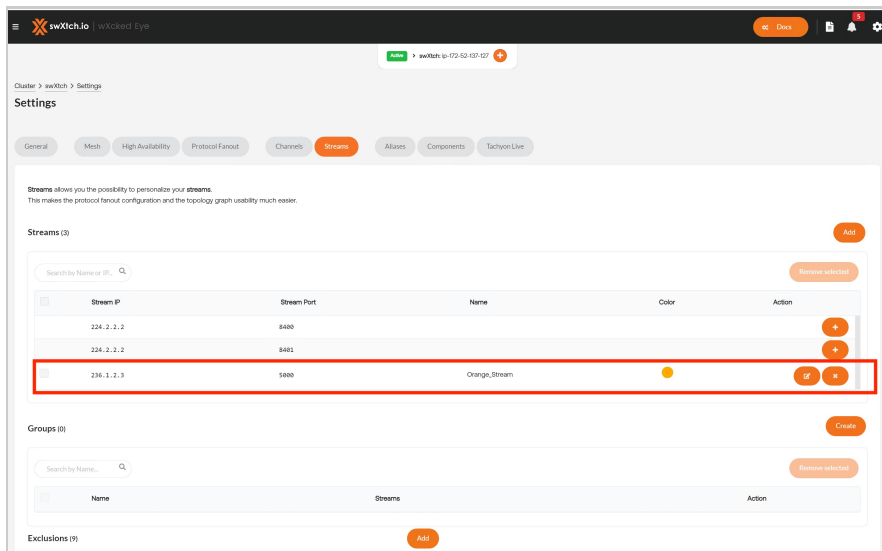 swXtch.io | wXcked Eye
Docs
5
Active > swXtch: ip-172-52-137-127
Cluster > swXtch > Settings
Settings
General Mesh High Availability Protocol Fanout Channels Streams Aliases Components Tachyon Live
Streams allows you the possibility to personalize your streams.
This makes the protocol fanout configuration and the topology graph usability much easier.
Streams (3)
Add
Search by Name or IP...
Remove selected
Stream IP Stream Port Name Color Action
224.2.2.2 8400
224.2.2.2 8401
236.1.2.3 5000 Orange_Stream
Groups (0)
Create
Search by Name...
Remove selected
Name Streams Action
Exclusions (9)
Add